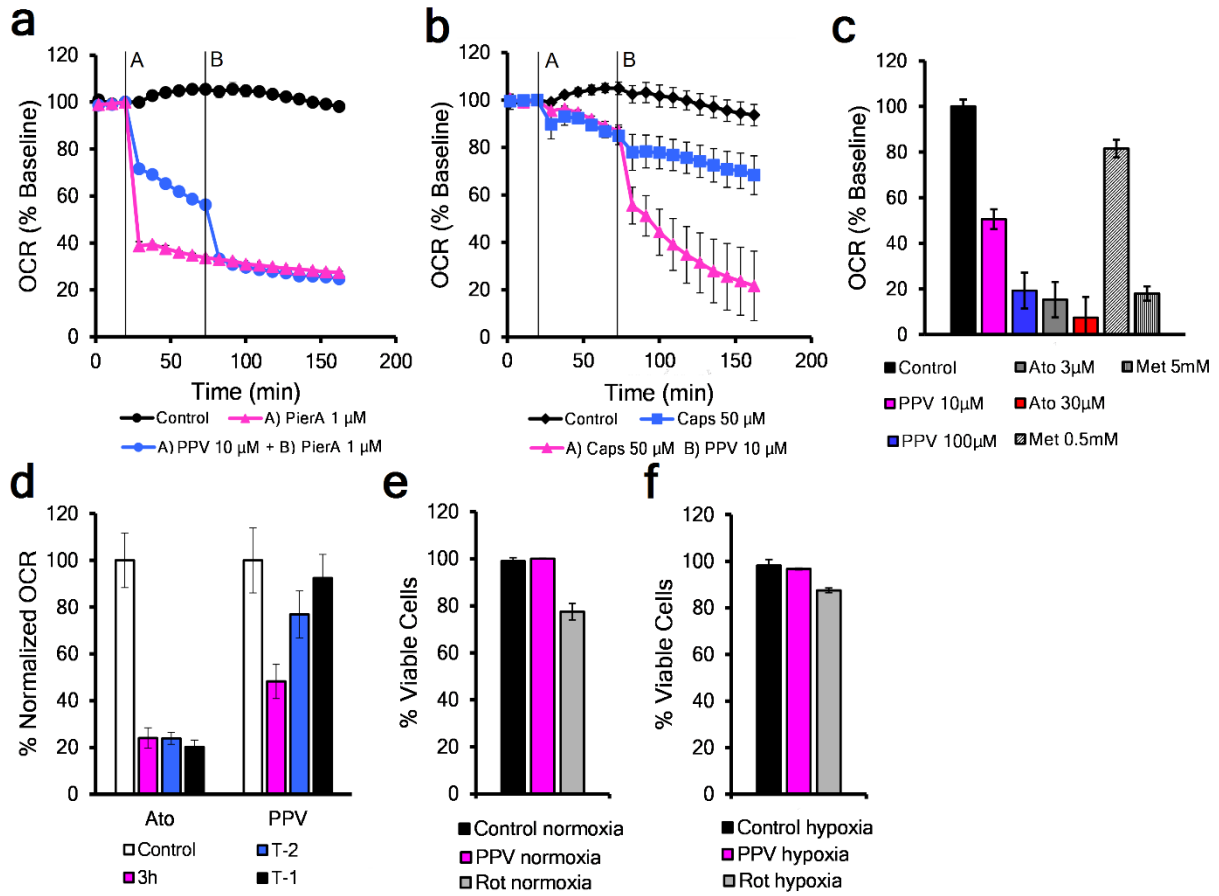 a
120
100
80
60
40
20
0
OCR (% Baseline)
A
B
0
50
100
150
200
Time (min)
Control
A) PierA 1 µM
A) PPV 10 µM + B) PierA 1 µM
b
120
100
80
60
40
20
0
OCR (% Baseline)
A
B
0
50
100
150
200
Time (min)
Control
Caps 50 µM
A) Caps 50 µM B) PPV 10 µM
c
120
100
80
60
40
20
0
OCR (% Baseline)
Control
Ato 3µM
Met 5mM
PPV 10µM
Ato 30µM
PPV 100µM
Met 0.5mM
d
120
100
80
60
40
20
0
% Normalized OCR
Ato
PPV
Control
T-2
3h
T-1
e
120
100
80
60
40
20
0
% Viable Cells
Control normoxia
PPV normoxia
Rot normoxia
f
120
100
80
60
40
20
0
% Viable Cells
Control hypoxia
PPV hypoxia
Rot hypoxia